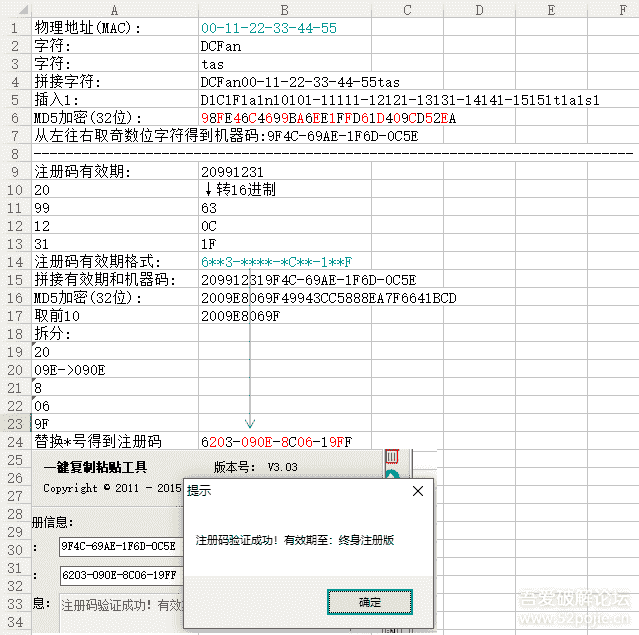 A B C D E F
1 物理地址(MAC): 00-11-22-33-44-55
2 字符: DCFan
3 字符: tas
4 拼接字符: DCFan00-11-22-33-44-55tas
5 插入1: D1C1F1a1n10101-11111-12121-13131-14141-15151t1a1s1
6 MD5加密(32位): 98FE46C4699BA6EE1FFD61D409CD52EA
7 从左往右取奇数位字符得到机器码:9F4C-69AE-1F6D-0C5E
8 --------------------------------------------------------------------------------
9 注册码有效期: 20991231
10 20 ↓转16进制
11 99 63
12 12 0C
13 31 1F
14 注册码有效期格式: 6**3-****-*C**-1**F
15 拼接有效期和机器码: 209912319F4C-69AE-1F6D-0C5E
16 MD5加密(32位): 2009E8069F49943CC5888EA7F6641BCD
17 取前10 2009E8069F
18 拆分:
19 20
20 09E->090E
21 8
22 06
23 9F
24 替换*号得到注册码 6203-090E-8C06-19FF
25 一键复制粘贴工具 版本号: V3.03
26 Copyright © 2011 - 2015
27 提示
28 册信息:
29 注册码验证成功! 有效期至: 终身注册版
30 : 9F4C-69AE-1F6D-0C5E
31 : 6203-090E-8C06-19FF
32 确定
33 息: 注册码验证成功! 有效
34
吾爱破解论坛
www.52pojie.cn